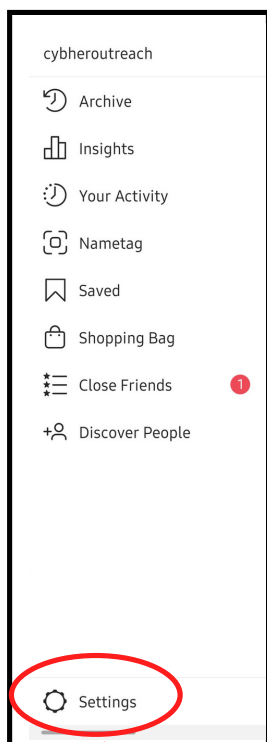 cybheroutreach
Archive
Insights
Your Activity
Nametag
Saved
Shopping Bag
Close Friends 1
Discover People
Settings